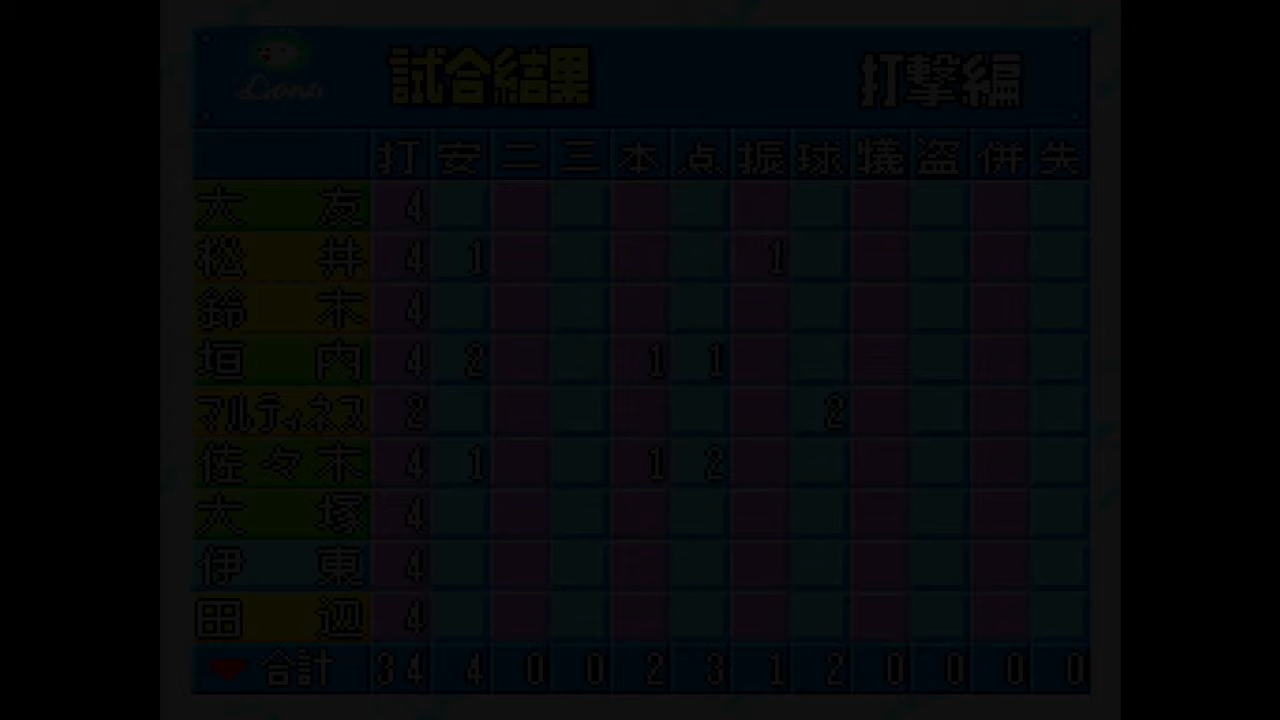 Lions 試合結果 打撃編
打 安 二 三 本 点 振 球 犠 盗 併 先
大友 4
松井 4 1 1
鈴木 4
垣内 4 2 1 1
マルティネス 2 2
佐々木 4 1 1 2
大塚 4
伊東 4
田辺 4
合計 34 4 0 0 2 3 1 2 0 0 0 0